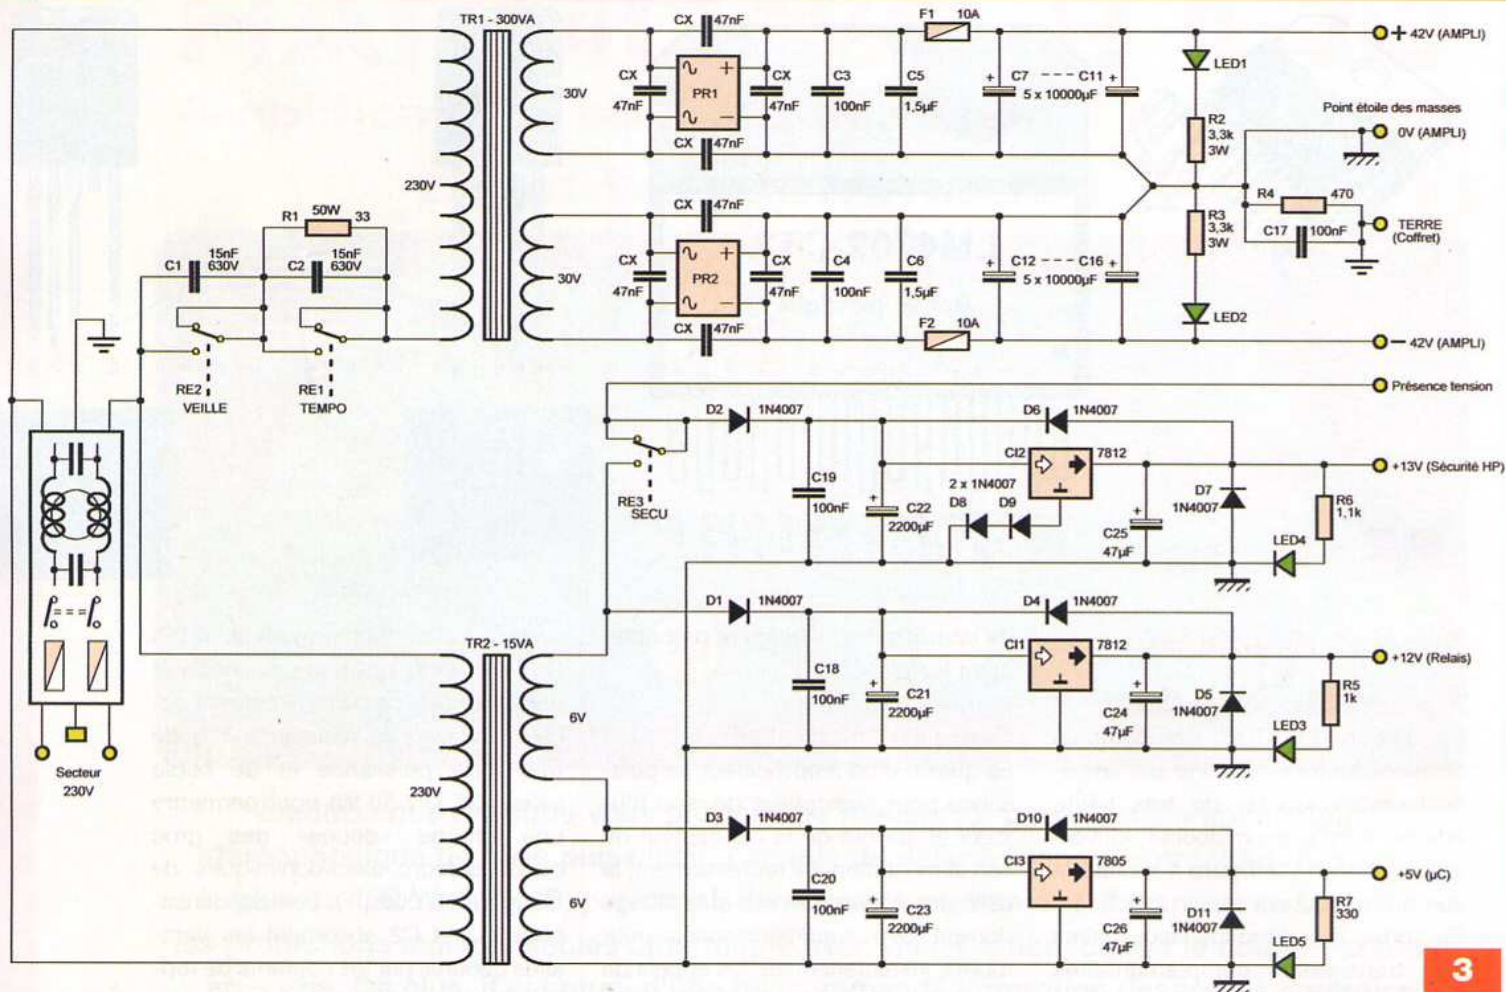 TR1 - 300VA
CX 47nF
F1 10A
+ 42V (AMPLI)
LED1
30V
CX 47nF
PR1
CX 47nF
C3 100nF
C5 1,5µF
C7 ---- C11
5 x 10000µF
R2 3,3k 3W
Point étoile des masses
0V (AMPLI)
CX 47nF
230V
R1 50W 33
C1 15nF 630V
C2 15nF 630V
CX 47nF
30V
CX 47nF
PR2
CX 47nF
C4 100nF
C6 1,5µF
C12 ---- C16
5 x 10000µF
R3 3,3k 3W
R4 470
C17 100nF
TERRE (Coffret)
CX 47nF
F2 10A
LED2
− 42V (AMPLI)
RE2 VEILLE
RE1 TEMPO
Présence tension
D2 1N4007
D6 1N4007
RE3 SECU
CI2 7812
+13V (Sécurité HP)
C19 100nF
C22 2200µF
2 x 1N4007
D8 D9
C25 47µF
D7 1N4007
R6 1,1k
LED4
D1 1N4007
D4 1N4007
TR2 - 15VA
CI1 7812
+12V (Relais)
C18 100nF
C21 2200µF
C24 47µF
D5 1N4007
R5 1k
LED3
6V
Secteur 230V
230V
D3 1N4007
D10 1N4007
CI3 7805
+5V (µC)
6V
C20 100nF
C23 2200µF
C26 47µF
D11 1N4007
R7 330
LED5
3